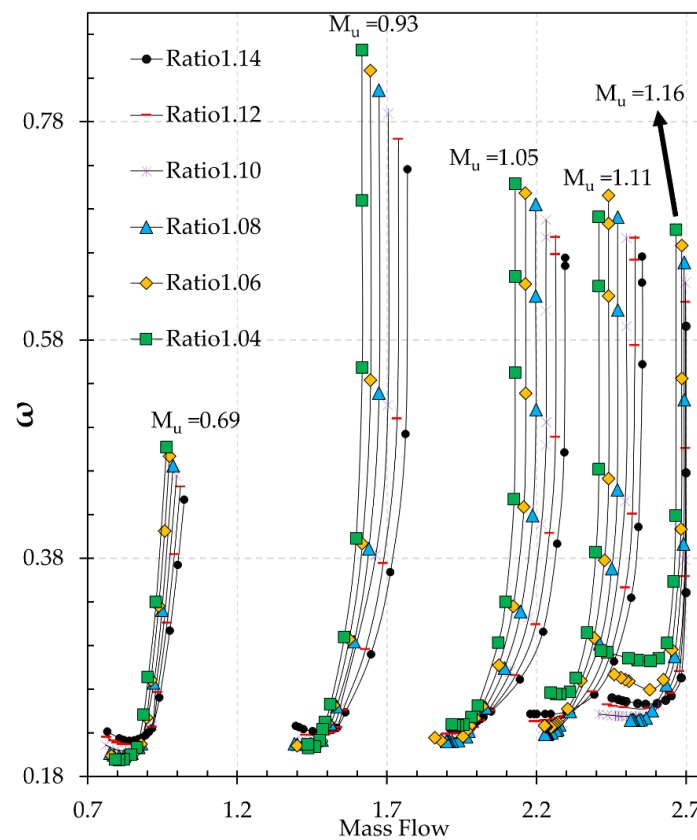 M_u =0.93
Ratio1.14
Ratio1.12
Ratio1.10
Ratio1.08
Ratio1.06
Ratio1.04
M_u =1.16
M_u =1.05
M_u =1.11
M_u =0.69
0.78
0.58
0.38
0.18
ω
0.7
1.2
1.7
2.2
2.7
Mass Flow